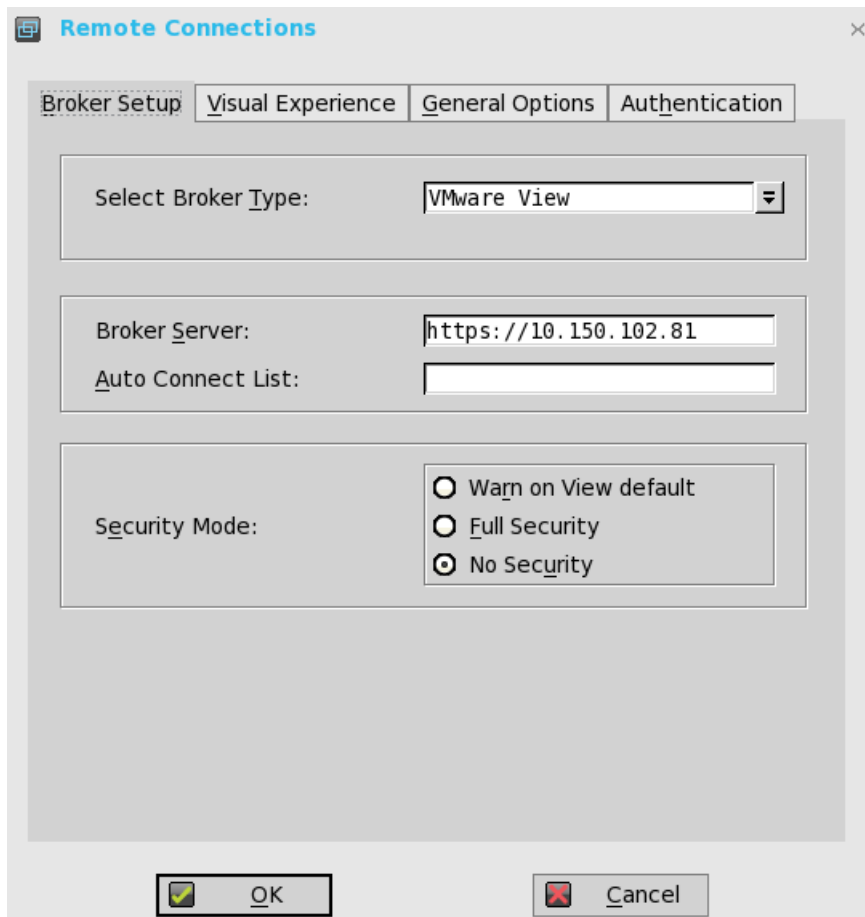 Remote Connections
Broker Setup
Visual Experience
General Options
Authentication
Select Broker Type:
VMware View
Broker Server:
https://10.150.102.81
Auto Connect List:
Security Mode:
Warn on View default
Full Security
No Security
OK
Cancel